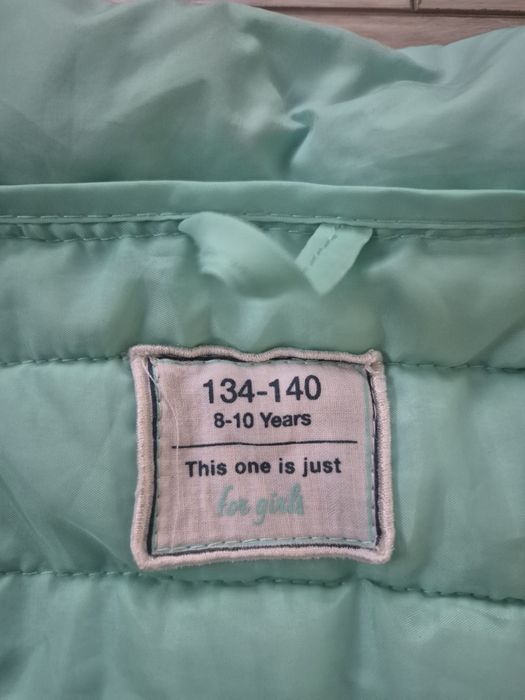 134-140
8-10 Years
This one is just
for girls